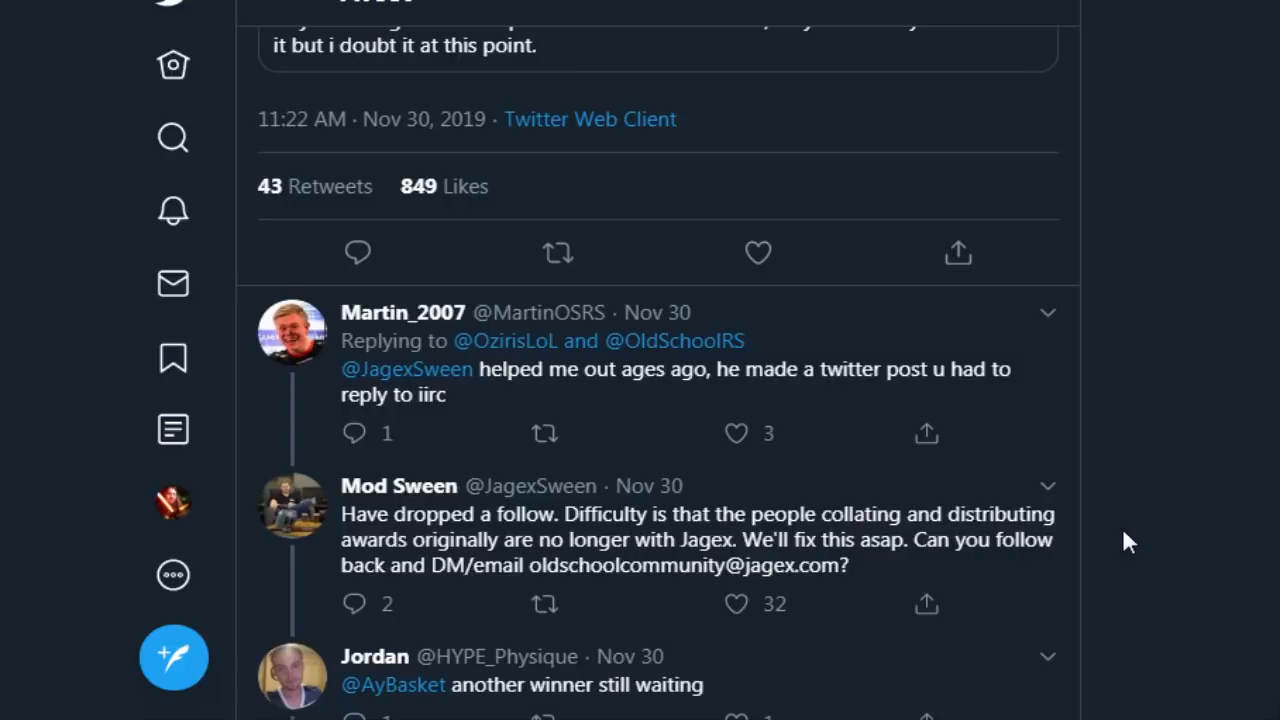 it but i doubt it at this point.
11:22 AM · Nov 30, 2019 · Twitter Web Client
43 Retweets 849 Likes
Martin_2007 @MartinOSRS · Nov 30
Replying to @OzirisLoL and @OldSchoolRS
@JagexSween helped me out ages ago, he made a twitter post u had to
reply to iirc
1 3
Mod Sween @JagexSween · Nov 30
Have dropped a follow. Difficulty is that the people collating and distributing
awards originally are no longer with Jagex. We'll fix this asap. Can you follow
back and DM/email oldschoolcommunity@jagex.com?
2 32
Jordan @HYPE_Physique · Nov 30
@AyBasket another winner still waiting